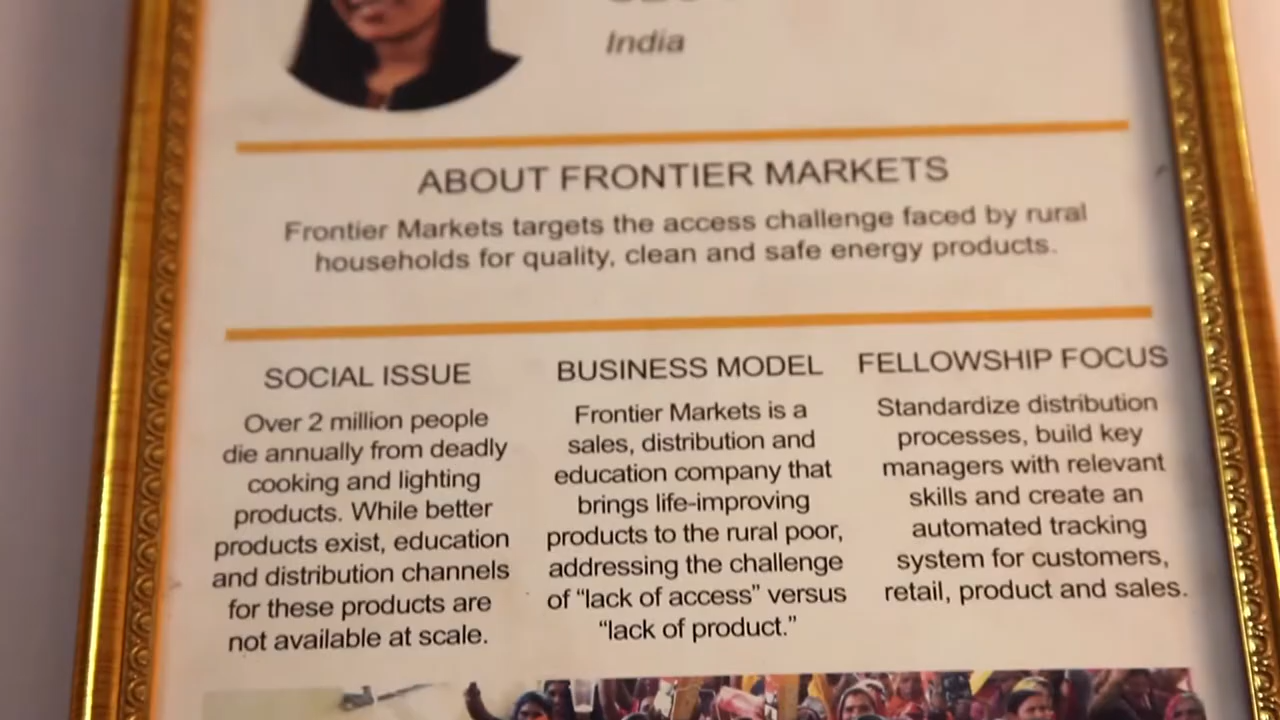 India
ABOUT FRONTIER MARKETS
Frontier Markets targets the access challenge faced by rural
households for quality, clean and safe energy products.
SOCIAL ISSUE
Over 2 million people
die annually from deadly
cooking and lighting
products. While better
products exist, education
and distribution channels
for these products are
not available at scale.
BUSINESS MODEL
Frontier Markets is a
sales, distribution and
education company that
brings life-improving
products to the rural poor,
addressing the challenge
of “lack of access” versus
“lack of product.”
FELLOWSHIP FOCUS
Standardize distribution
processes, build key
managers with relevant
skills and create an
automated tracking
system for customers,
retail, product and sales.